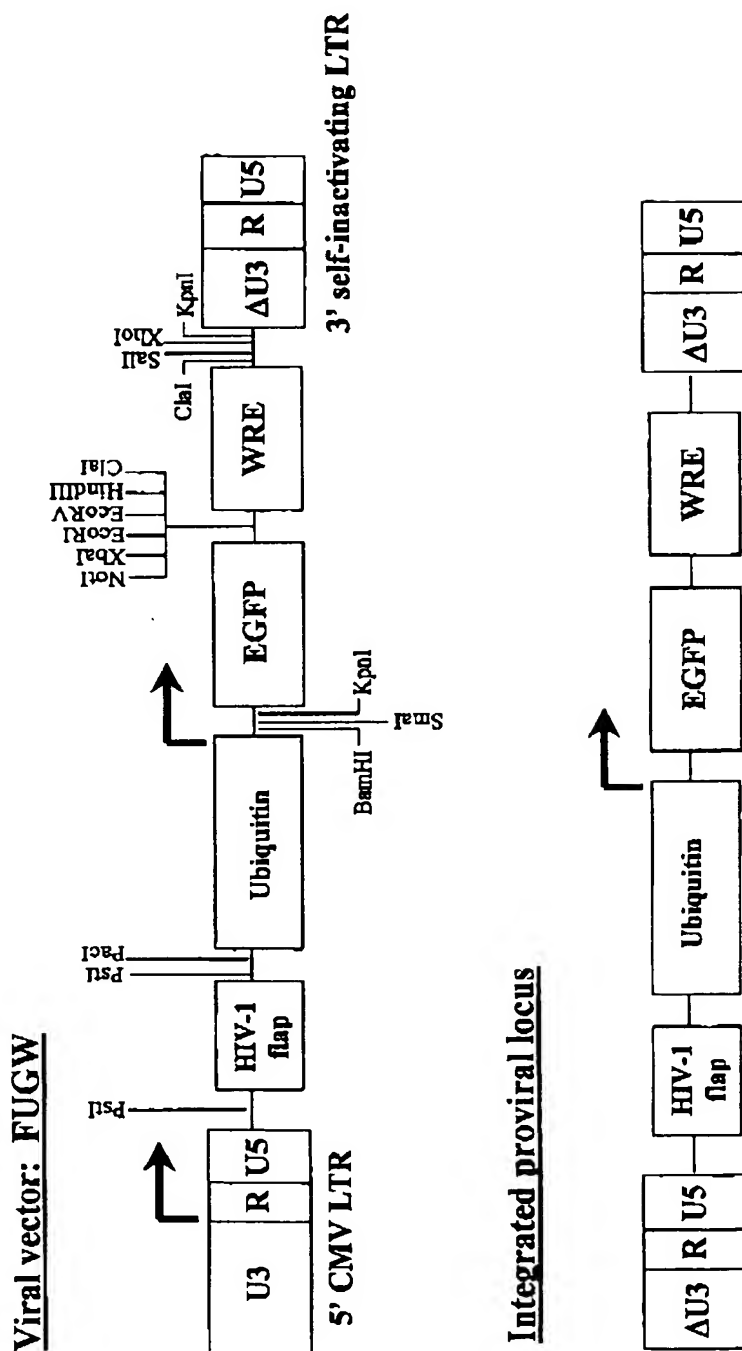 Viral vector: FUGW
U3
R
U5
5' CMV LTR
PstI
HIV-1
flap
PstI
PacI
Ubiquitin
BamHI
SmaI
KpnI
EGFP
NotI
XbaI
EcoRI
EcoRV
HindIII
ClaI
WRE
ClaI
SalI
XhoI
KpnI
ΔU3
R
U5
3' self-inactivating LTR
Integrated proviral locus
ΔU3
R
U5
HIV-1
flap
Ubiquitin
EGFP
WRE
ΔU3
R
U5